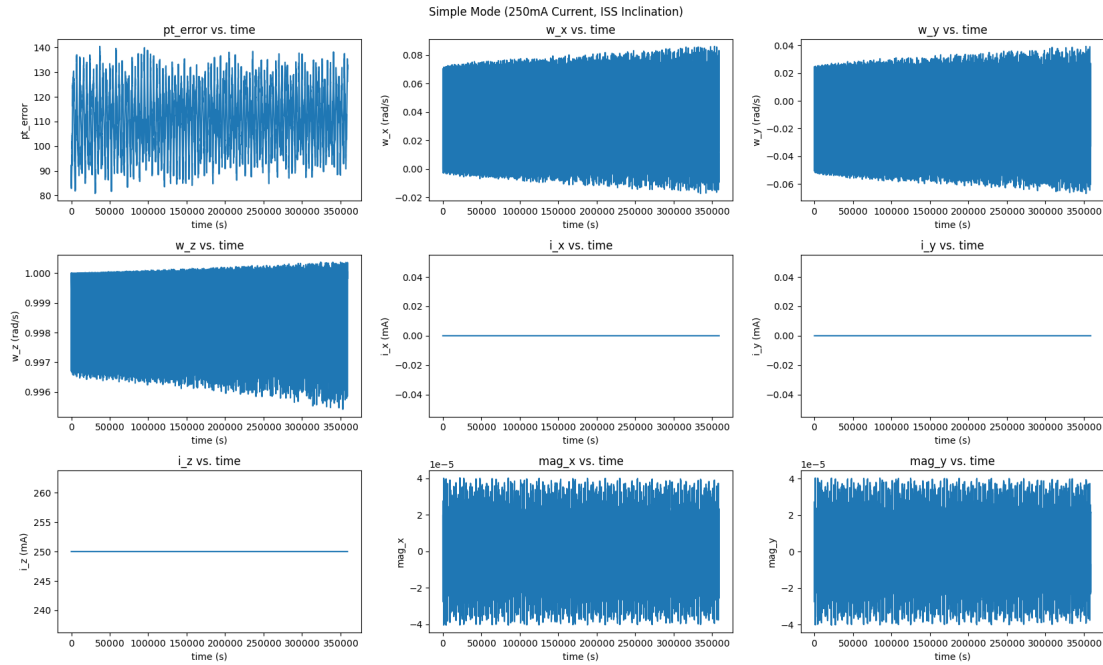 Simple Mode (250mA Current, ISS Inclination)
pt_error vs. time
140
130
120
110
100
90
80
pt_error
0 50000 100000 150000 200000 250000 300000 350000
time (s)
w_x vs. time
0.08
0.06
0.04
0.02
0.00
−0.02
w_x (rad/s)
0 50000 100000 150000 200000 250000 300000 350000
time (s)
w_y vs. time
0.04
0.02
0.00
−0.02
−0.04
−0.06
w_y (rad/s)
0 50000 100000 150000 200000 250000 300000 350000
time (s)
w_z vs. time
1.000
0.999
0.998
0.997
0.996
w_z (rad/s)
0 50000 100000 150000 200000 250000 300000 350000
time (s)
i_x vs. time
0.04
0.02
0.00
−0.02
−0.04
i_x (mA)
0 50000 100000 150000 200000 250000 300000 350000
time (s)
i_y vs. time
0.04
0.02
0.00
−0.02
−0.04
i_y (mA)
0 50000 100000 150000 200000 250000 300000 350000
time (s)
i_z vs. time
260
255
250
245
240
i_z (mA)
0 50000 100000 150000 200000 250000 300000 350000
time (s)
mag_x vs. time
1e−5
4
2
0
−2
−4
mag_x
0 50000 100000 150000 200000 250000 300000 350000
time (s)
mag_y vs. time
1e−5
4
2
0
−2
−4
mag_y
0 50000 100000 150000 200000 250000 300000 350000
time (s)